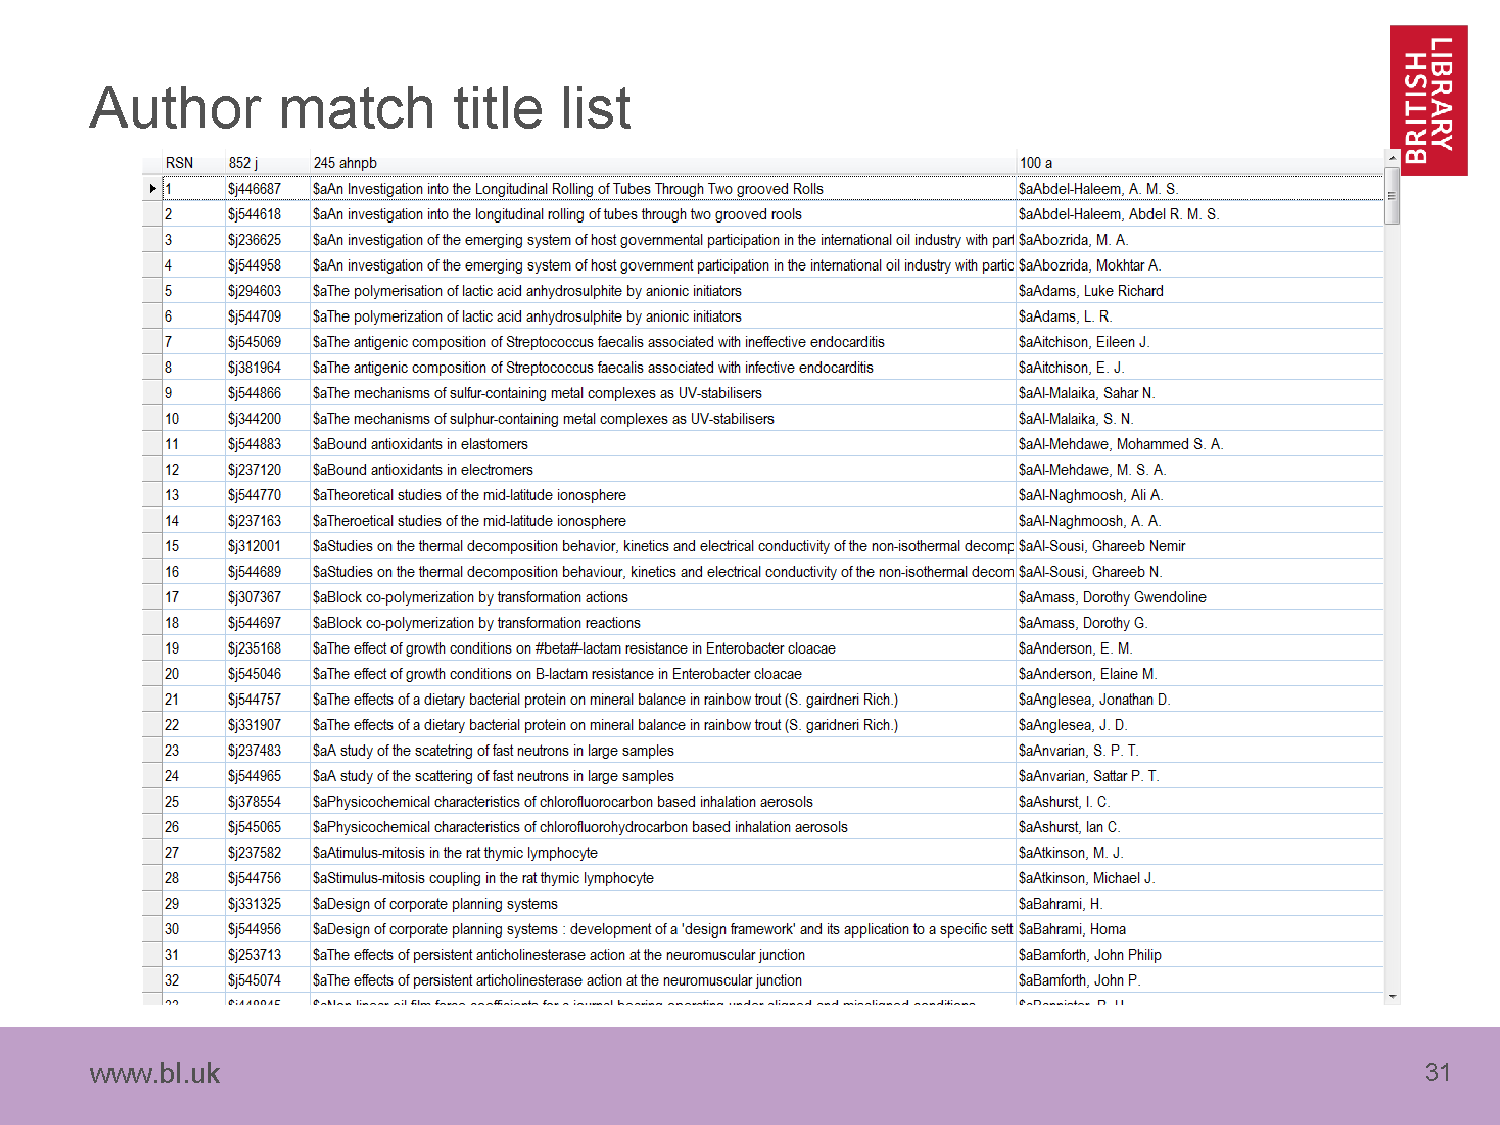 BRITISH
LIBRARY
Author match title list
RSN 852 j 245 ahnpb 100 a
1 $j446687 $aAn Investigation into the Longitudinal Rolling of Tubes Through Two grooved Rolls $aAbdel-Haleem, A. M. S.
2 $j544618 $aAn investigation into the longitudinal rolling of tubes through two grooved rools $aAbdel-Haleem, Abdel R. M. S.
3 $j236625 $aAn investigation of the emerging system of host governmental participation in the international oil industry with part $aAbozrida, M. A.
4 $j544958 $aAn investigation of the emerging system of host government participation in the international oil industry with partic $aAbozrida, Mokhtar A.
5 $j294603 $aThe polymerisation of lactic acid anhydrosulphite by anionic initiators $aAdams, Luke Richard
6 $j544709 $aThe polymerization of lactic acid anhydrosulphite by anionic initiators $aAdams, L. R.
7 $j545069 $aThe antigenic composition of Streptococcus faecalis associated with ineffective endocarditis $aAitchison, Eileen J.
8 $j381964 $aThe antigenic composition of Streptococcus faecalis associated with infective endocarditis $aAitchison, E. J.
9 $j544866 $aThe mechanisms of sulfur-containing metal complexes as UV-stabilisers $aAl-Malaika, Sahar N.
10 $j344200 $aThe mechanisms of sulphur-containing metal complexes as UV-stabilisers $aAl-Malaika, S. N.
11 $j544883 $aBound antioxidants in elastomers $aAl-Mehdawe, Mohammed S. A.
12 $j237120 $aBound antioxidants in electromers $aAl-Mehdawe, M. S. A.
13 $j544770 $aTheoretical studies of the mid-latitude ionosphere $aAl-Naghmoosh, Ali A.
14 $j237163 $aTheroetical studies of the mid-latitude ionosphere $aAl-Naghmoosh, A. A.
15 $j312001 $aStudies on the thermal decomposition behavior, kinetics and electrical conductivity of the non-isothermal decomp $aAl-Sousi, Ghareeb Nemir
16 $j544689 $aStudies on the thermal decomposition behaviour, kinetics and electrical conductivity of the non-isothermal decom $aAl-Sousi, Ghareeb N.
17 $j307367 $aBlock co-polymerization by transformation actions $aAmass, Dorothy Gwendoline
18 $j544697 $aBlock co-polymerization by transformation reactions $aAmass, Dorothy G.
19 $j235168 $aThe effect of growth conditions on #beta#-lactam resistance in Enterobacter cloacae $aAnderson, E. M.
20 $j545046 $aThe effect of growth conditions on B-lactam resistance in Enterobacter cloacae $aAnderson, Elaine M.
21 $j544757 $aThe effects of a dietary bacterial protein on mineral balance in rainbow trout (S. gairdneri Rich.) $aAnglesea, Jonathan D.
22 $j331907 $aThe effects of a dietary bacterial protein on mineral balance in rainbow trout (S. garidneri Rich.) $aAnglesea, J. D.
23 $j237483 $aA study of the scatetring of fast neutrons in large samples $aAnvarian, S. P. T.
24 $j544965 $aA study of the scattering of fast neutrons in large samples $aAnvarian, Sattar P. T.
25 $j378554 $aPhysicochemical characteristics of chlorofluorocarbon based inhalation aerosols $aAshurst, I. C.
26 $j545065 $aPhysicochemical characteristics of chlorofluorohydrocarbon based inhalation aerosols $aAshurst, Ian C.
27 $j237582 $aAtimulus-mitosis in the rat thymic lymphocyte $aAtkinson, M. J.
28 $j544756 $aStimulus-mitosis coupling in the rat thymic lymphocyte $aAtkinson, Michael J.
29 $j331325 $aDesign of corporate planning systems $aBahrami, H.
30 $j544956 $aDesign of corporate planning systems : development of a 'design framework' and its application to a specific sett $aBahrami, Homa
31 $j253713 $aThe effects of persistent anticholinesterase action at the neuromuscular junction $aBamforth, John Philip
32 $j545074 $aThe effects of persistent articholinesterase action at the neuromuscular junction $aBamforth, John P.
www.bl.uk
31